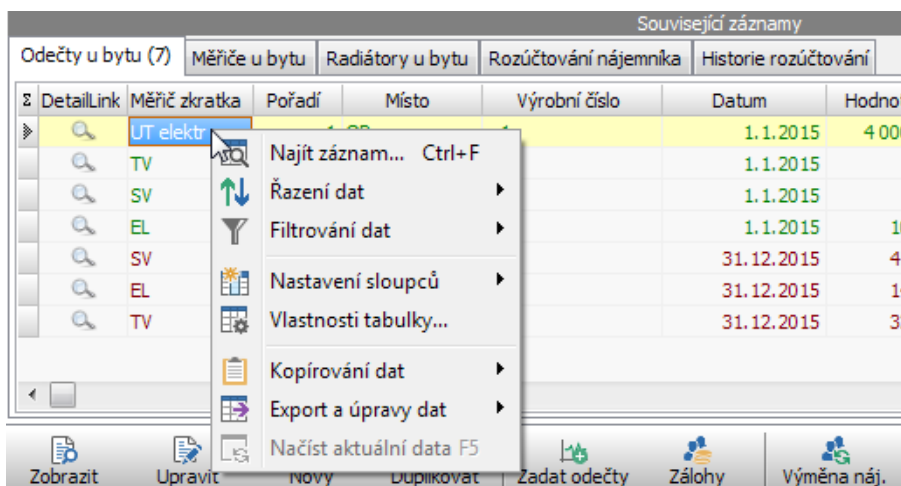 Související záznamy
Odečty u bytu (7) Měřiče u bytu Radiátory u bytu Rozúčtování nájemníka Historie rozúčtování
Σ DetailLink Měřič zkratka Pořadí Místo Výrobní číslo Datum
UT elektr 1.1.2015 4 000
TV 1.1.2015
SV 1.1.2015
EL 1.1.2015
SV 31.12.2015
EL 31.12.2015
TV 31.12.2015
Najít záznam... Ctrl+F
Řazení dat
Filtrování dat
Nastavení sloupců
Vlastnosti tabulky...
Kopírování dat
Export a úpravy dat
Načíst aktuální data F5
Zobrazit Upravit Nový Duplikovat Zadat odečty Zálohy Výměna náj.